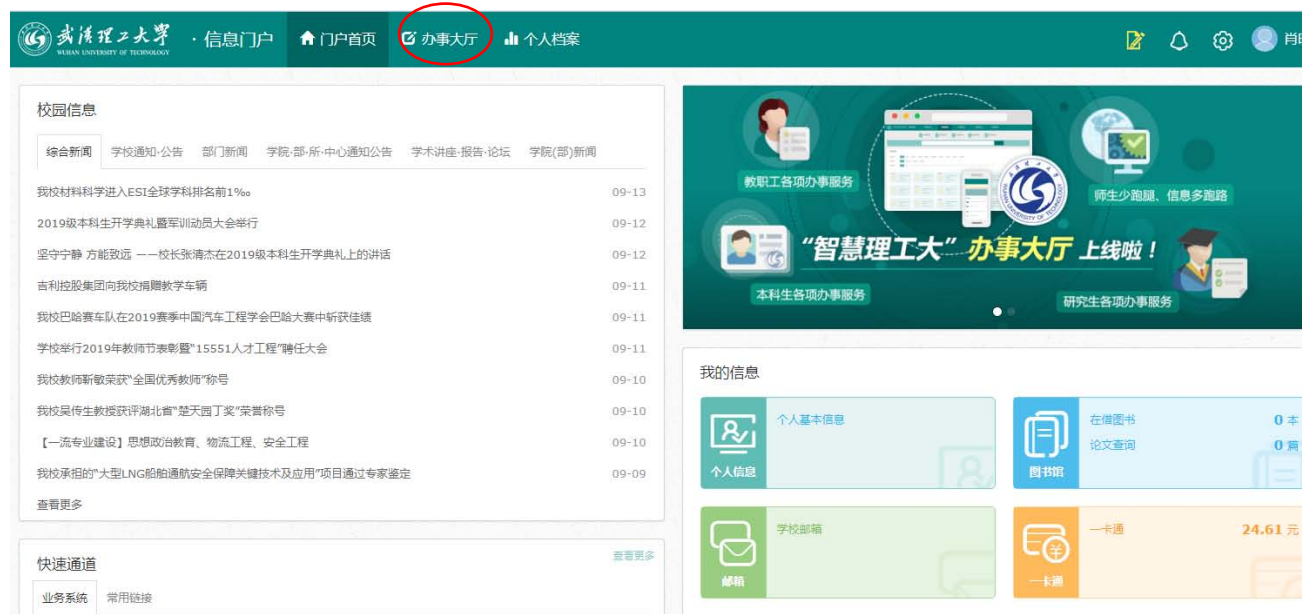 武汉理工大学
WUHAN UNIVERSITY OF TECHNOLOGY
·信息门户
门户首页
办事大厅
个人档案
肖
校园信息
综合新闻 学校通知·公告 部门新闻 学院·部·所·中心通知公告 学术讲座·报告·论坛 学院(部)新闻
我校材料科学进入ESI全球学科排名前1‰ 09-13
2019级本科生开学典礼暨军训动员大会举行 09-12
坚守宁静 方能致远 ——校长张清杰在2019级本科生开学典礼上的讲话 09-12
吉利控股集团向我校捐赠教学车辆 09-11
我校巴哈赛车队在2019赛季中国汽车工程学会巴哈大赛中斩获佳绩 09-11
学校举行2019年教师节表彰暨"15551人才工程"聘任大会 09-11
我校教师靳敏荣获"全国优秀教师"称号 09-10
我校吴传生教授获评湖北省"楚天园丁奖"荣誉称号 09-10
【一流专业建设】思想政治教育、物流工程、安全工程 09-10
我校承担的"大型LNG船舶通航安全保障关键技术及应用"项目通过专家鉴定 09-09
查看更多
快速通道 查看更多
业务系统 常用链接
教职工各项办事服务
师生少跑腿、信息多跑路
“智慧理工大”办事大厅 上线啦！
本科生各项办事服务
研究生各项办事服务
我的信息
个人信息
个人基本信息
图书馆
在借图书 0 本
论文查询 0 篇
邮箱
学校邮箱
一卡通
一卡通 24.61 元